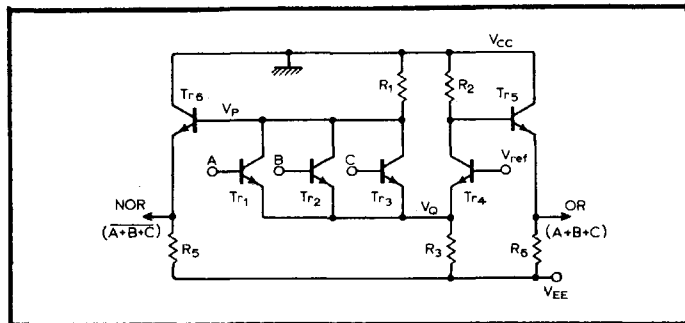 VCC
R1
R2
Tr6
Tr5
VP
A
B
C
Vref
Tr1
Tr2
Tr3
Tr4
NOR
VQ
OR
(A+B+C)
(A+B+C)
R5
R3
R6
VEE